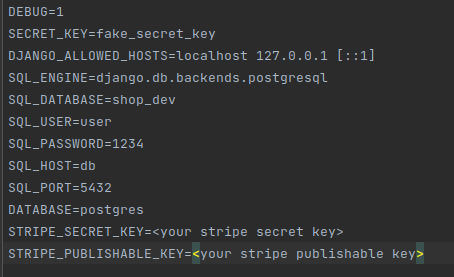 DEBUG=1
SECRET_KEY=fake_secret_key
DJANGO_ALLOWED_HOSTS=localhost 127.0.0.1 [::1]
SQL_ENGINE=django.db.backends.postgresql
SQL_DATABASE=shop_dev
SQL_USER=user
SQL_PASSWORD=1234
SQL_HOST=db
SQL_PORT=5432
DATABASE=postgres
STRIPE_SECRET_KEY=<your stripe secret key>
STRIPE_PUBLISHABLE_KEY=<your stripe publishable key>